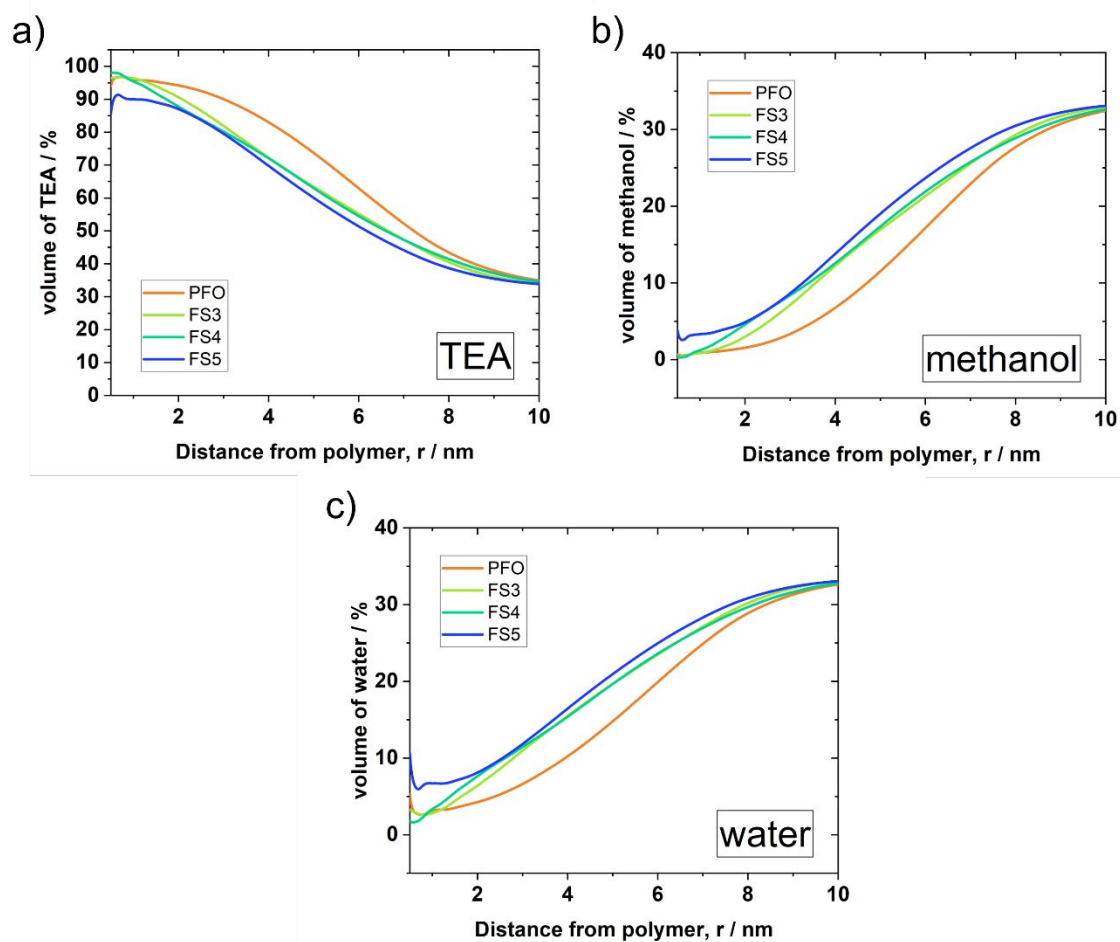 a)
volume of TEA / %
100
90
80
70
60
50
40
30
20
10
0
PFO
FS3
FS4
FS5
TEA
2 4 6 8 10
Distance from polymer, r / nm
b)
volume of methanol / %
40
30
20
10
0
PFO
FS3
FS4
FS5
methanol
2 4 6 8 10
Distance from polymer, r / nm
c)
volume of water / %
40
30
20
10
0
PFO
FS3
FS4
FS5
water
2 4 6 8 10
Distance from polymer, r / nm